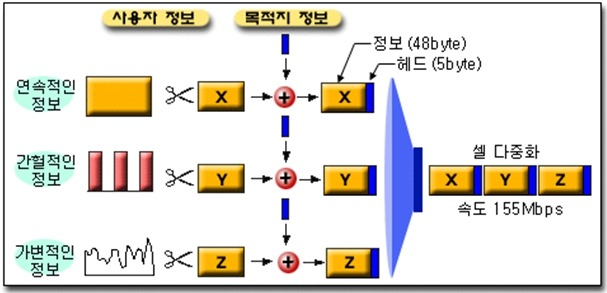 사용자 정보
목적지 정보
정보 (48byte)
헤드 (5byte)
연속적인
정보
X
X
간헐적인
정보
Y
Y
가변적인
정보
Z
Z
셀 다중화
X
Y
Z
속도 155Mbps